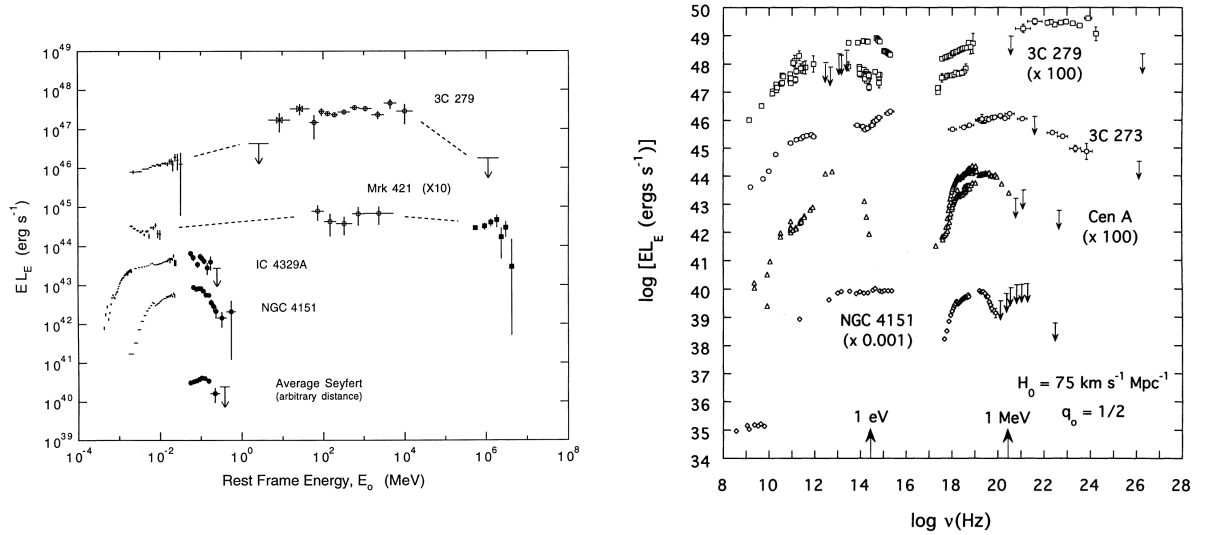 10^49
10^48
10^47
10^46
10^45
10^44
10^43
10^42
10^41
10^40
10^39
E L_E (erg s^-1)
3C 279
Mrk 421 (X10)
IC 4329A
NGC 4151
Average Seyfert
(arbitrary distance)
10^-4
10^-2
10^0
10^2
10^4
10^6
10^8
Rest Frame Energy, E_o (MeV)
50
49
48
47
46
45
44
43
42
41
40
39
38
37
36
35
34
log [EL_E (ergs s^-1)]
3C 279
(x 100)
3C 273
Cen A
(x 100)
NGC 4151
(x 0.001)
H_o = 75 km s^-1 Mpc^-1
q_o = 1/2
1 eV
1 MeV
8
10
12
14
16
18
20
22
24
26
28
log ν(Hz)